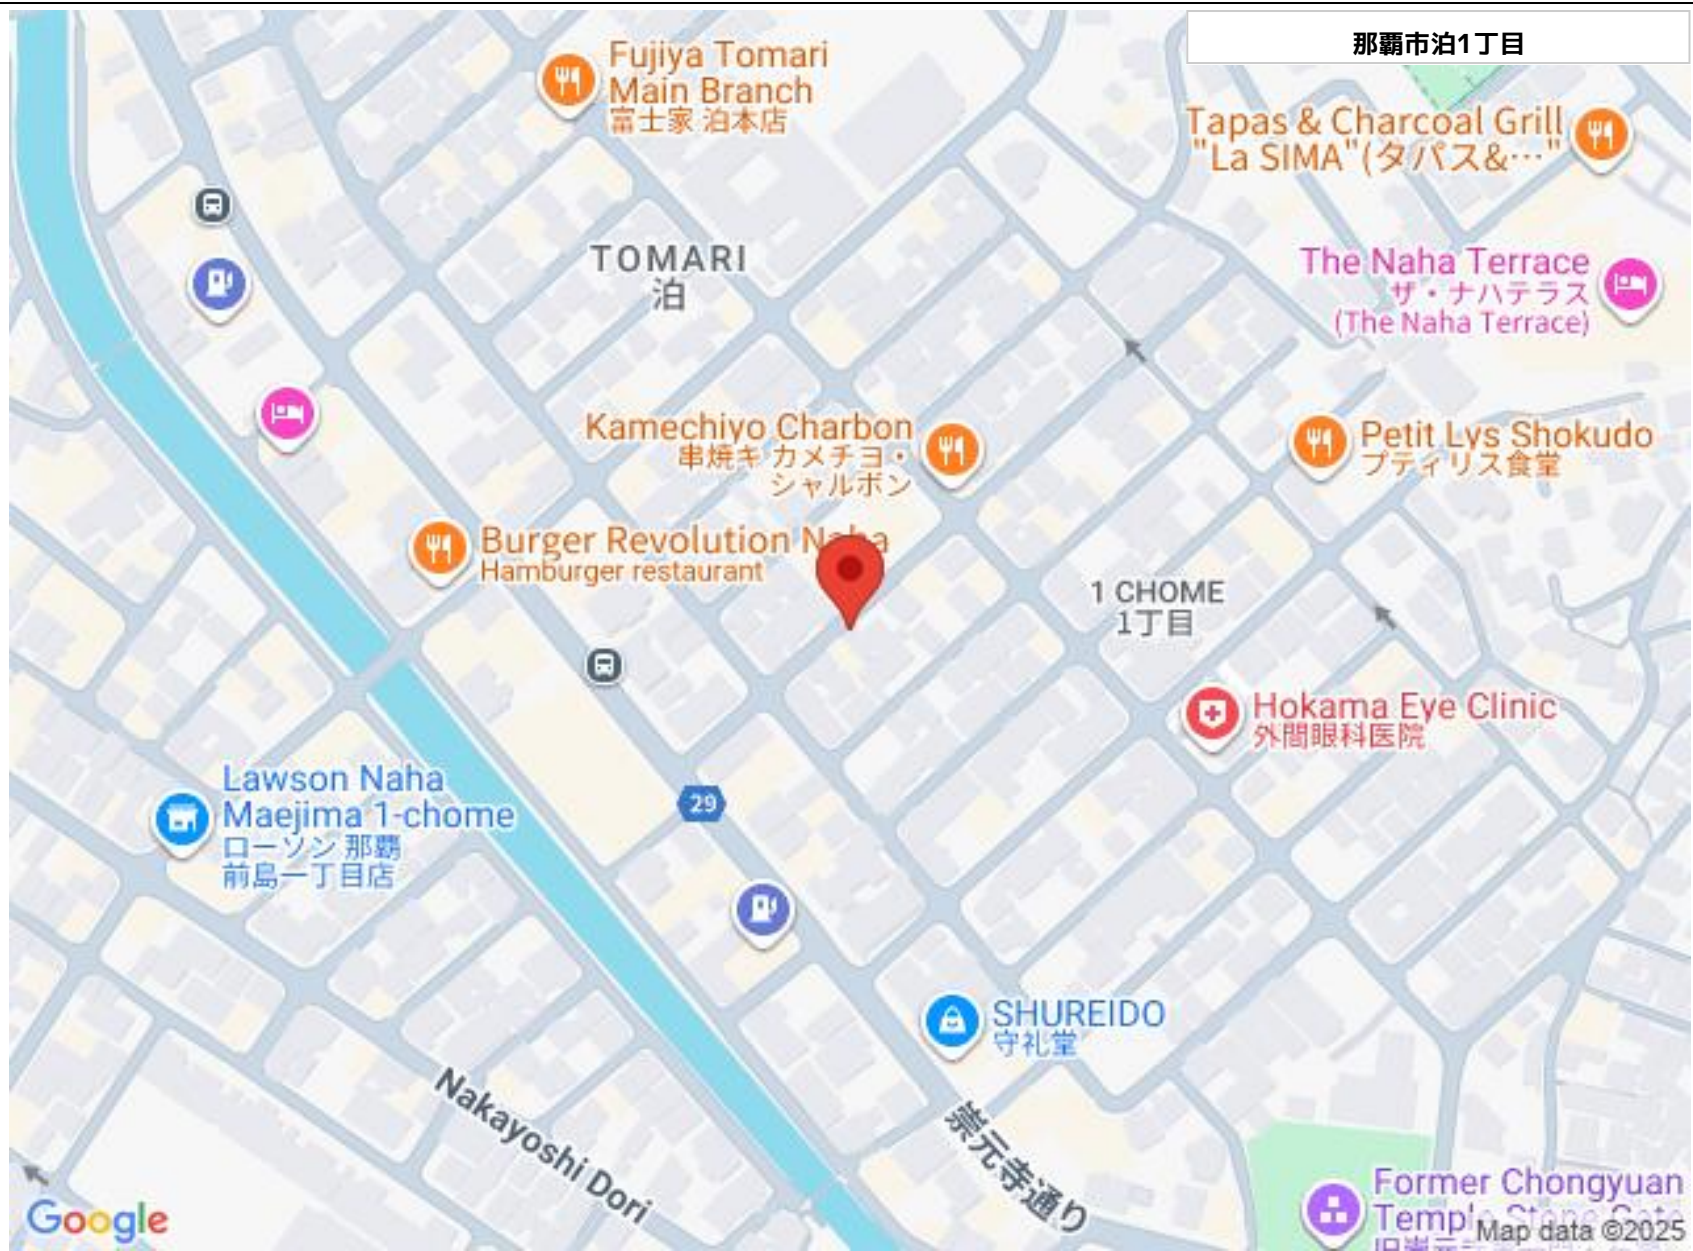 那覇市泊1丁目
Fujiya Tomari
Main Branch
富士家 泊本店
Tapas & Charcoal Grill
"La SIMA"(タパス&…"
TOMARI
泊
The Naha Terrace
ザ・ナハテラス
(The Naha Terrace)
Kamechiyo Charbon
串焼キ カメチヨ・
シャルボン
Petit Lys Shokudo
プティリス食堂
Burger Revolution Naha
Hamburger restaurant
1 CHOME
1丁目
Hokama Eye Clinic
外間眼科医院
Lawson Naha
Maejima 1-chome
ローソン 那覇
前島一丁目店
29
SHUREIDO
守礼堂
Nakayoshi Dori
崇元寺通り
Former Chongyuan
Temple Stone Gate
Google
Map data ©2025